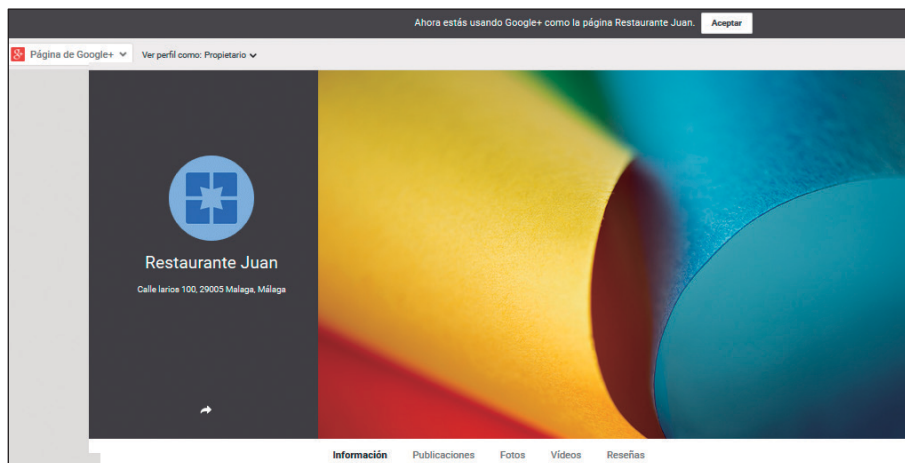 Ahora estás usando Google+ como la página Restaurante Juan. Aceptar
Página de Google+ Ver perfil como: Propietario
Restaurante Juan
Calle larios 100, 29005 Malaga, Málaga
Información Publicaciones Fotos Vídeos Reseñas